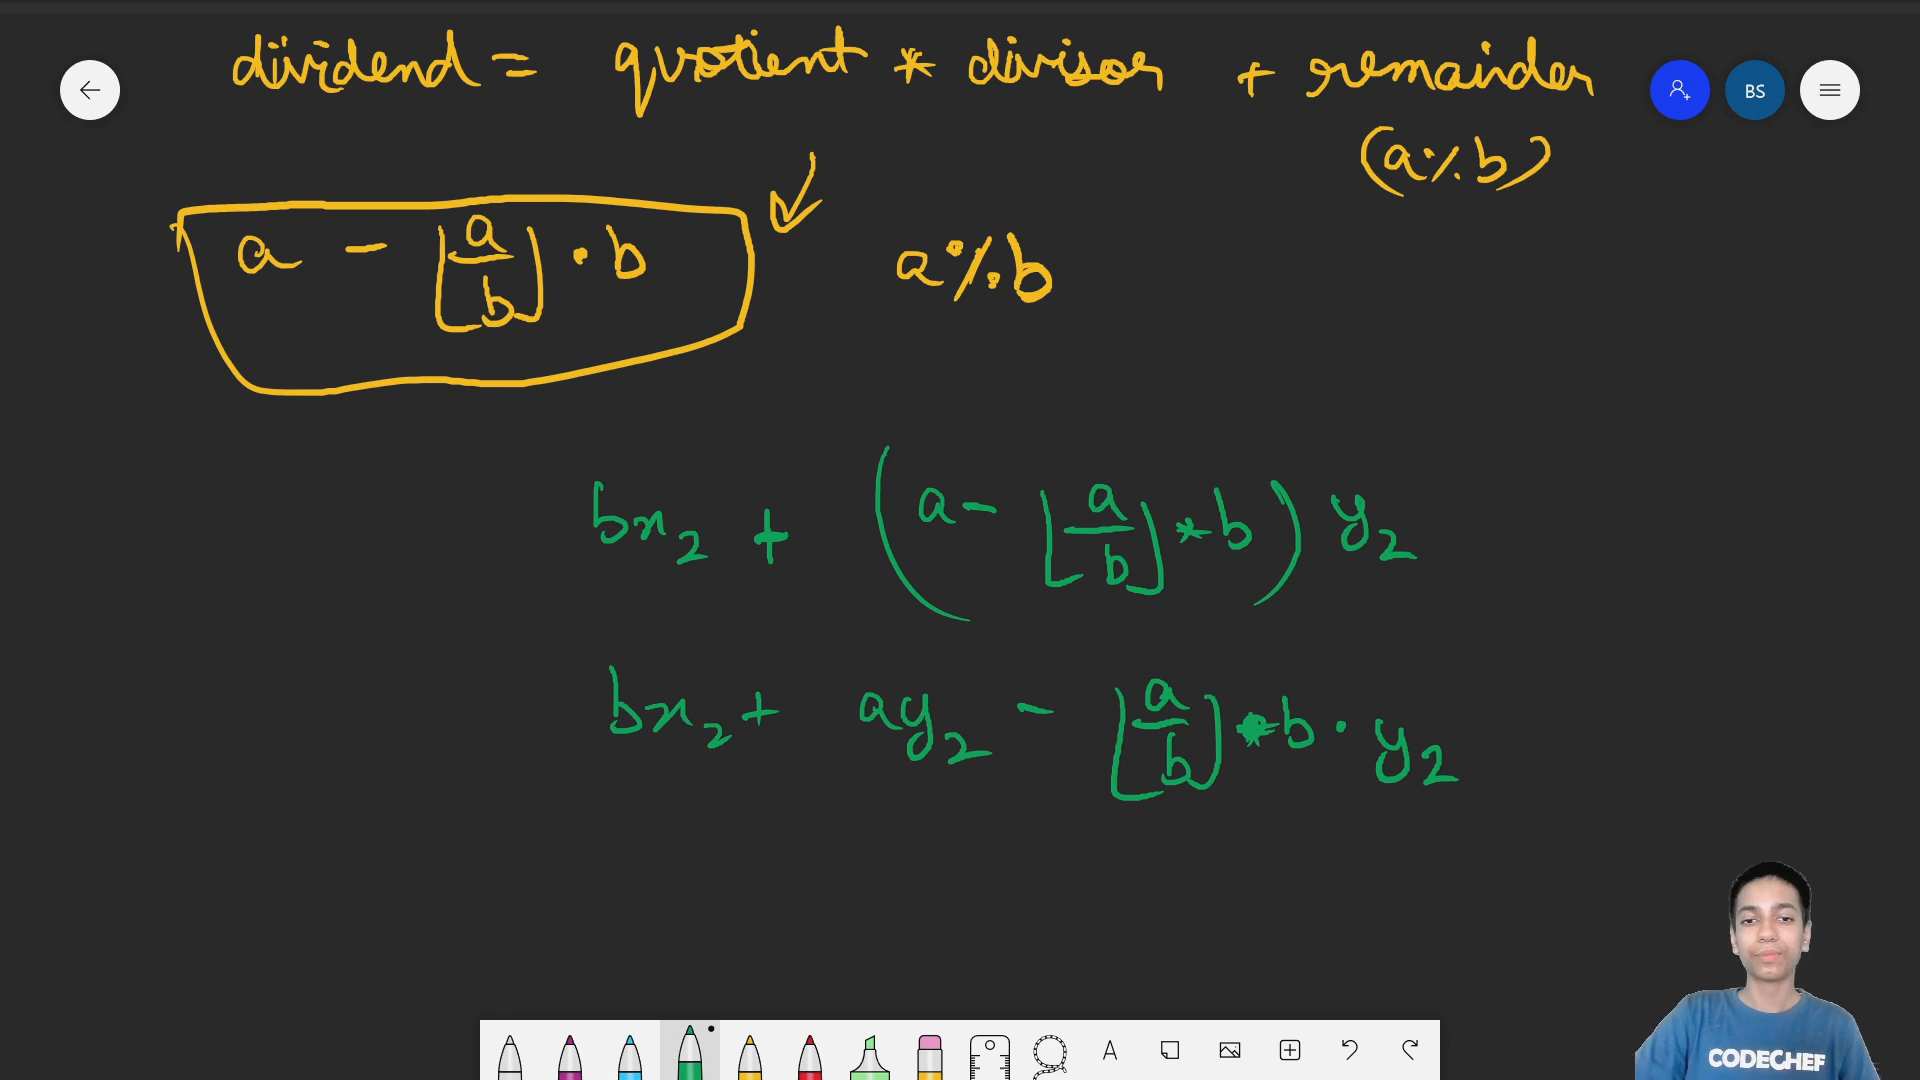 dividend = quotient * divisor + remainder
(a % b)
a - ⌊a/b⌋ · b
a % b
bx₂ + (a - ⌊a/b⌋ * b) y₂
bx₂ + ay₂ - ⌊a/b⌋ * b · y₂
BS
A
CODECHEF